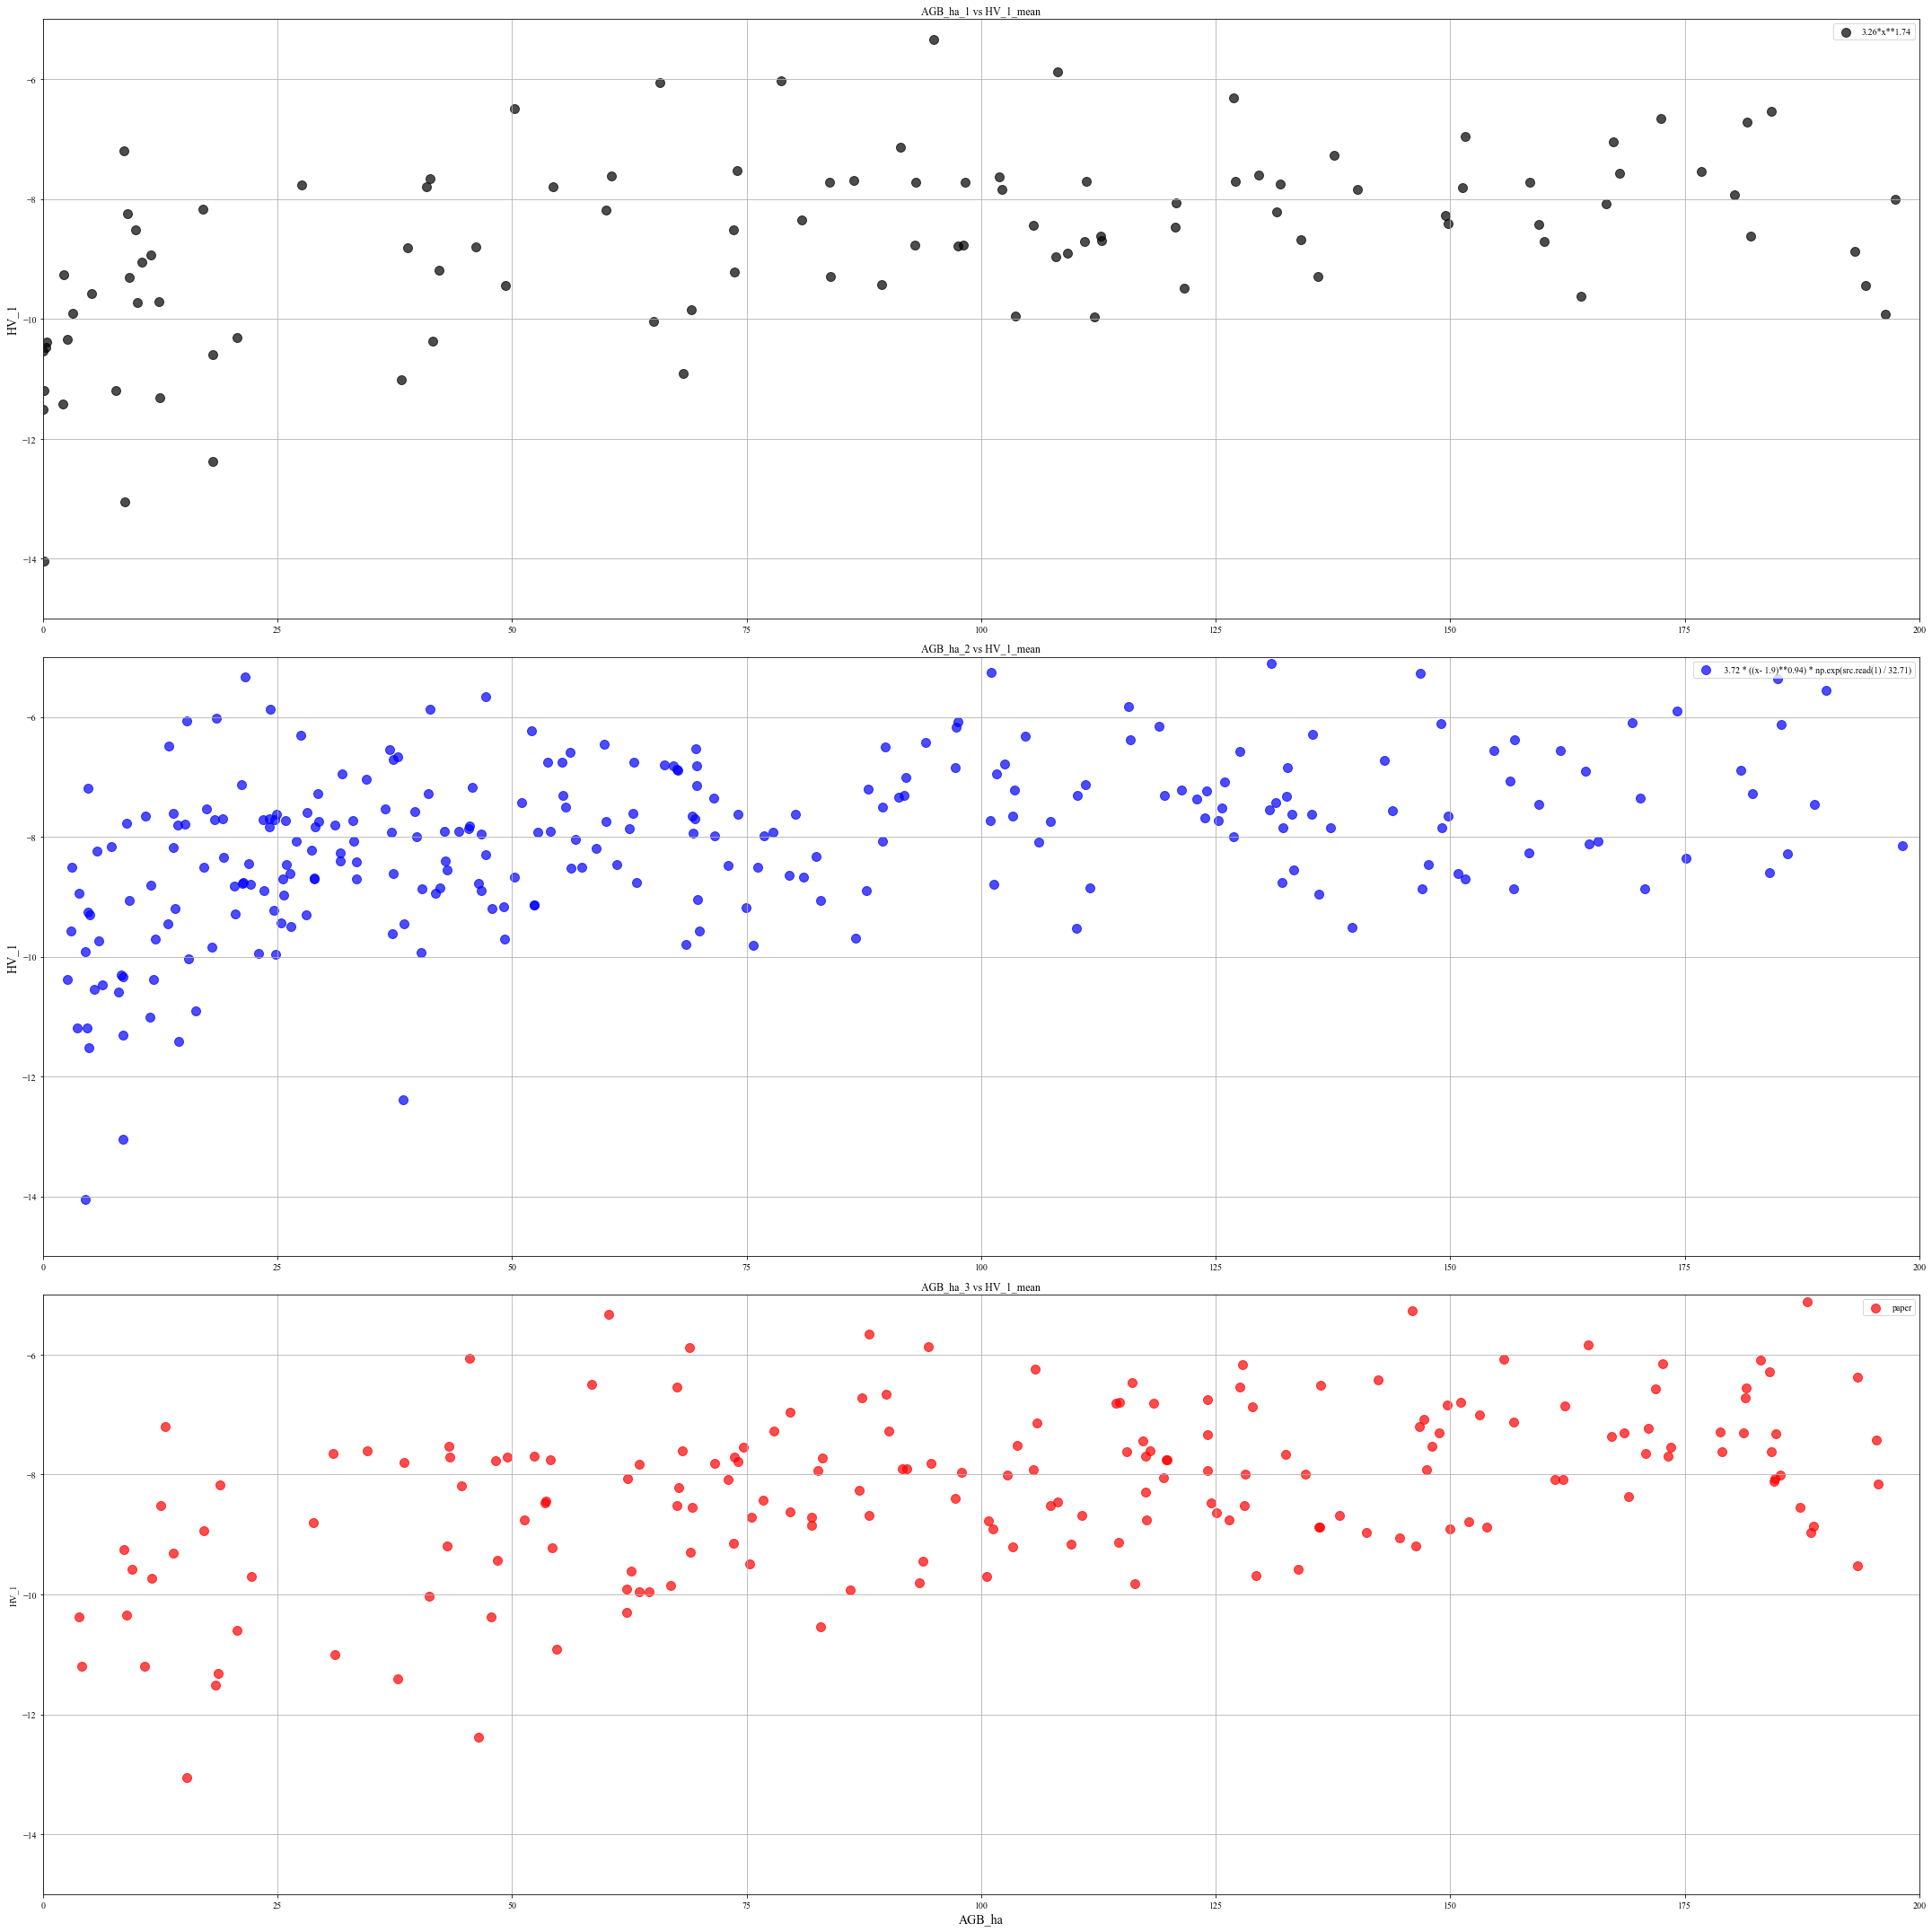 AGB_ha_1 vs HV_1_mean
3.26*x**1.74
HV_1
−6
−8
−10
−12
−14
0 25 50 75 100 125 150 175 200
AGB_ha_2 vs HV_1_mean
3.72 * ((x- 1.9)**0.94) * np.exp(src.read(1) / 32.71)
HV_1
−6
−8
−10
−12
−14
0 25 50 75 100 125 150 175 200
AGB_ha_3 vs HV_1_mean
paper
HV_1
−6
−8
−10
−12
−14
0 25 50 75 100 125 150 175 200
AGB_ha